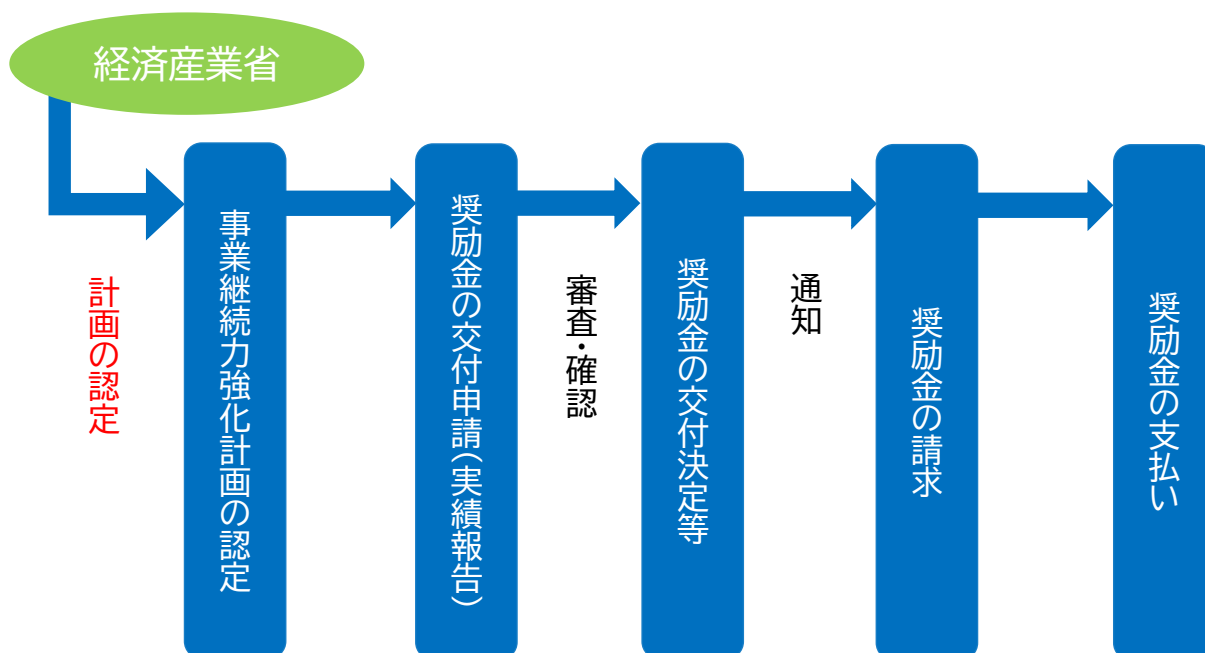 経済産業省
計画の認定
事業継続力強化計画の認定
奨励金の交付申請(実績報告)
審査・確認
奨励金の交付決定等
通知
奨励金の請求
奨励金の支払い